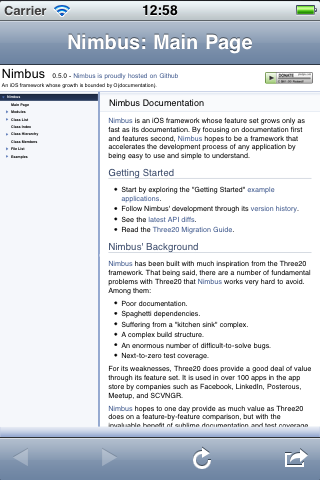 Carrier 12:58
Nimbus: Main Page
Nimbus 0.5.0 - Nimbus is proudly hosted on Github
DONATE
An iOS framework whose growth is bounded by O(documentation).
Nimbus
Main Page
Modules
Class List
Class Index
Class Hierarchy
Class Members
File List
Examples
Nimbus Documentation
Nimbus is an iOS framework whose feature set grows only as
fast as its documentation. By focusing on documentation first
and features second, Nimbus hopes to be a framework that
accelerates the development process of any application by
being easy to use and simple to understand.
Getting Started
Start by exploring the "Getting Started" example
applications.
Follow Nimbus' development through its version history.
See the latest API diffs.
Read the Three20 Migration Guide.
Nimbus' Background
Nimbus has been built with much inspiration from the Three20
framework. That being said, there are a number of fundamental
problems with Three20 that Nimbus works very hard to avoid.
Among them:
Poor documentation.
Spaghetti dependencies.
Suffering from a "kitchen sink" complex.
A complex build structure.
An enormous number of difficult-to-solve bugs.
Next-to-zero test coverage.
For its weaknesses, Three20 does provide a good deal of value
through its feature set. It is used in over 100 apps in the app
store by companies such as Facebook, LinkedIn, Posterous,
Meetup, and SCVNGR.
Nimbus hopes to one day provide as much value as Three20
does on a feature-by-feature comparison, but with the
invaluable benefit of sublime documentation and test coverage.